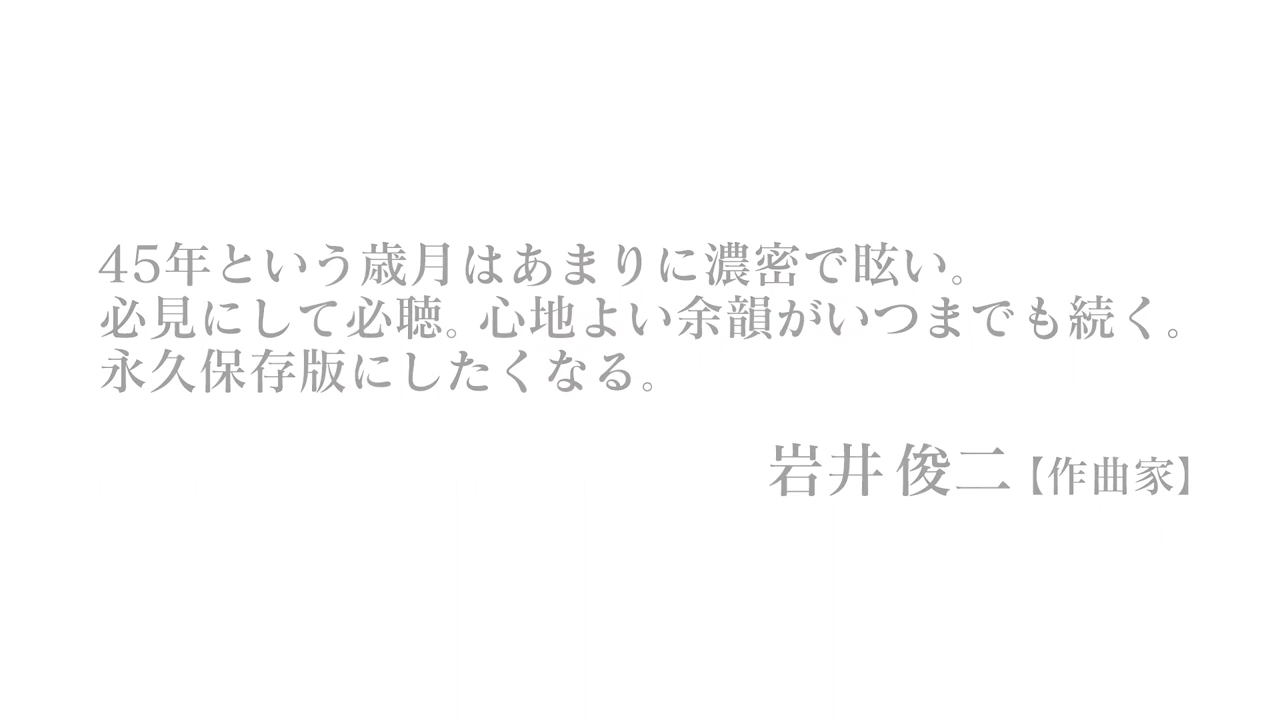 45年という歳月はあまりに濃密で眩い。
必見にして必聴。心地よい余韻がいつまでも続く。
永久保存版にしたくなる。
岩井 俊二【作曲家】